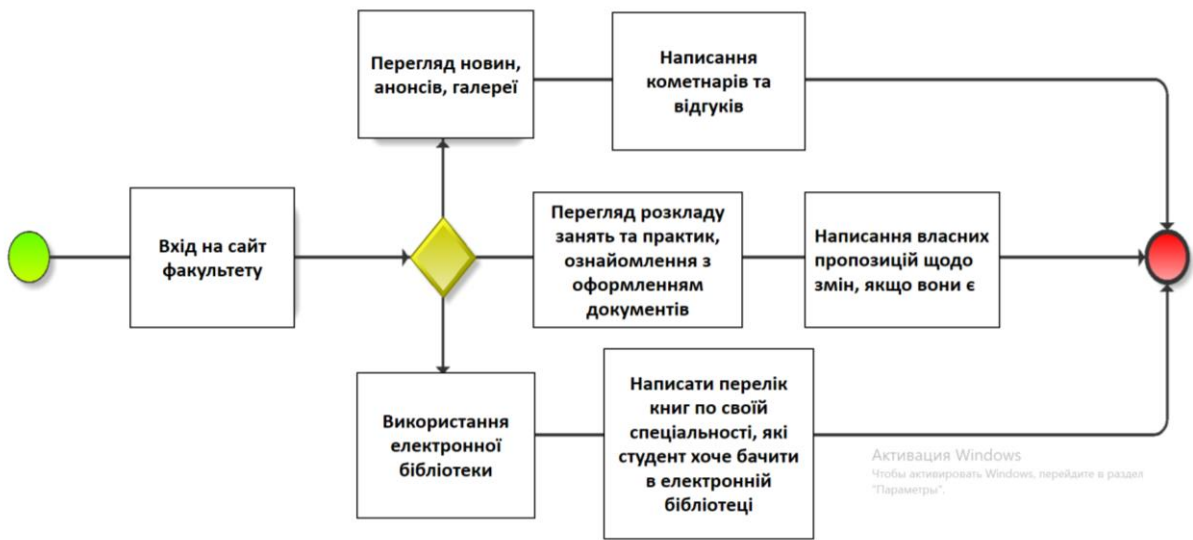 Перегляд новин,
анонсів, галереї
Написання
кометнарів та
відгуків
Вхід на сайт
факультету
Перегляд розкладу
занять та практик,
ознайомлення з
оформленням
документів
Написання власних
пропозицій щодо
змін, якщо вони є
Використання
електронної
бібліотеки
Написати перелік
книг по своїй
спеціальності, які
студент хоче бачити
в електронній
бібліотеці
Активация Windows
Чтобы активировать Windows, перейдите в раздел
"Параметры".